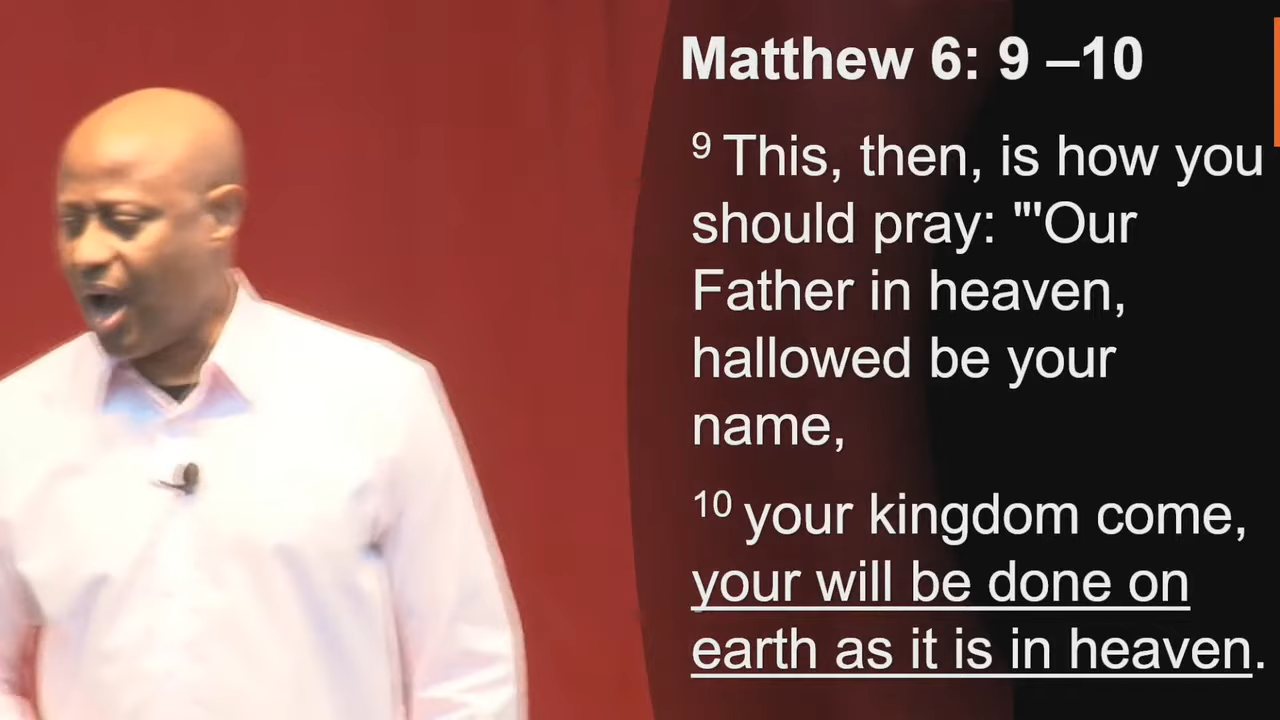 Matthew 6: 9 –10
⁹ This, then, is how you
should pray: "'Our
Father in heaven,
hallowed be your
name,
¹⁰ your kingdom come,
your will be done on
earth as it is in heaven.